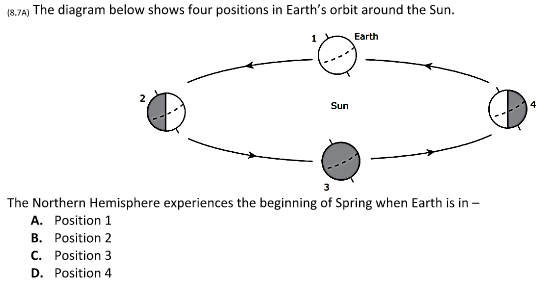 (8.7A) The diagram below shows four positions in Earth's orbit around the Sun.
1 Earth
2
Sun
4
3
The Northern Hemisphere experiences the beginning of Spring when Earth is in –
A. Position 1
B. Position 2
C. Position 3
D. Position 4